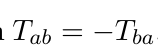 T_{ab} = -T_{ba}